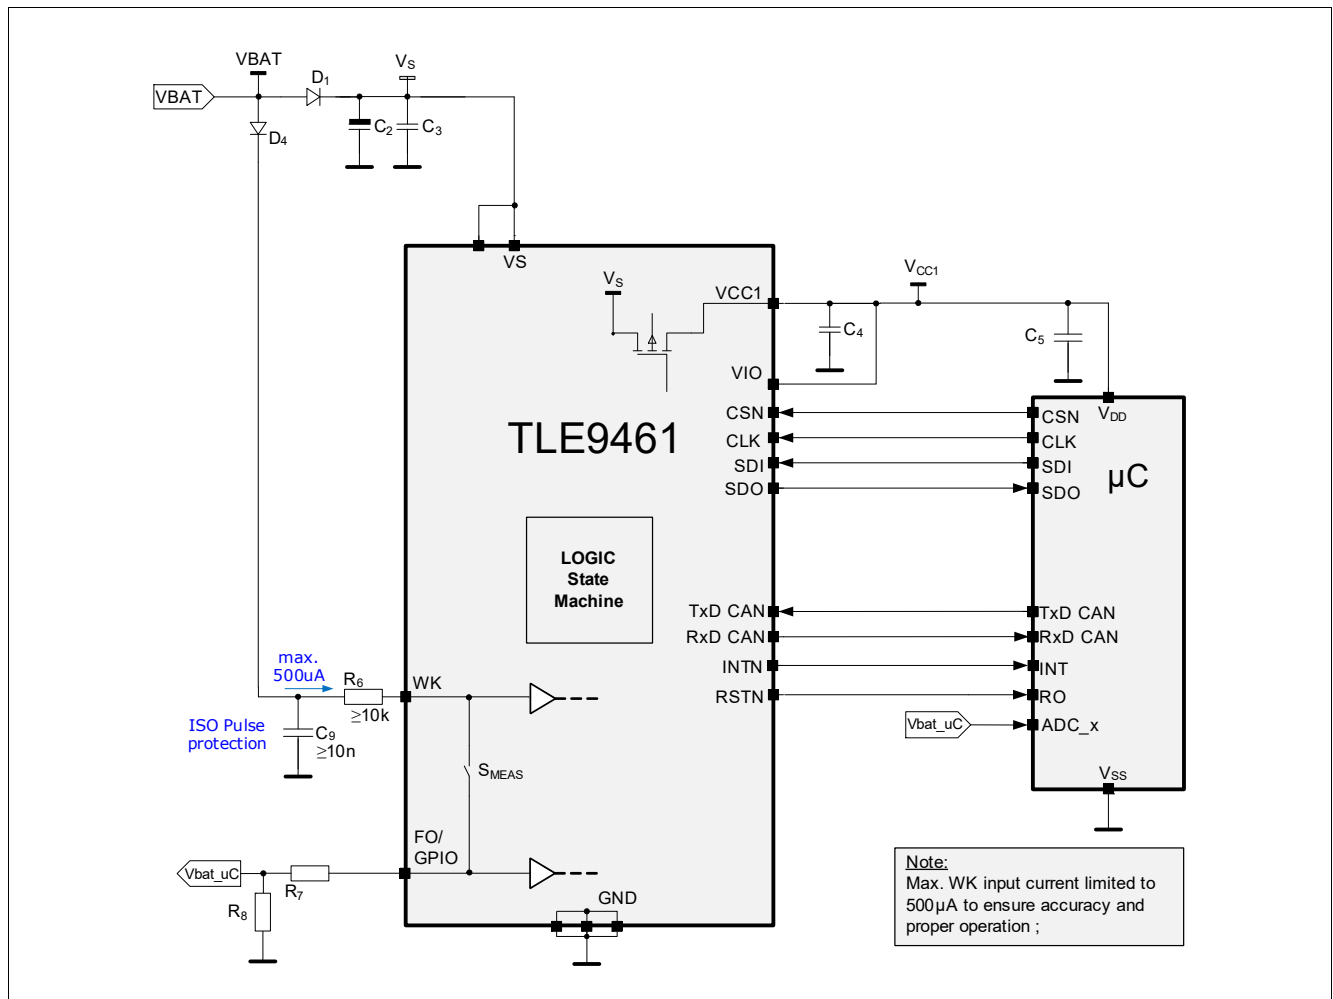 VBAT
VS
VBAT
D1
D4
C2
C3
VS
VS
VCC1
VCC1
C4
C5
VIO
CSN
CLK
SDI
SDO
TLE9461
CSN
VDD
CLK
SDI
SDO
µC
LOGIC
State
Machine
TxD CAN
RxD CAN
INTN
RSTN
TxD CAN
RxD CAN
INT
RO
Vbat_uC
ADC_x
VSS
max.
500uA
R6
WK
≥10k
ISO Pulse
protection
C9
≥10n
SMEAS
FO/
GPIO
Vbat_uC
R7
R8
GND
Note:
Max. WK input current limited to
500µA to ensure accuracy and
proper operation ;